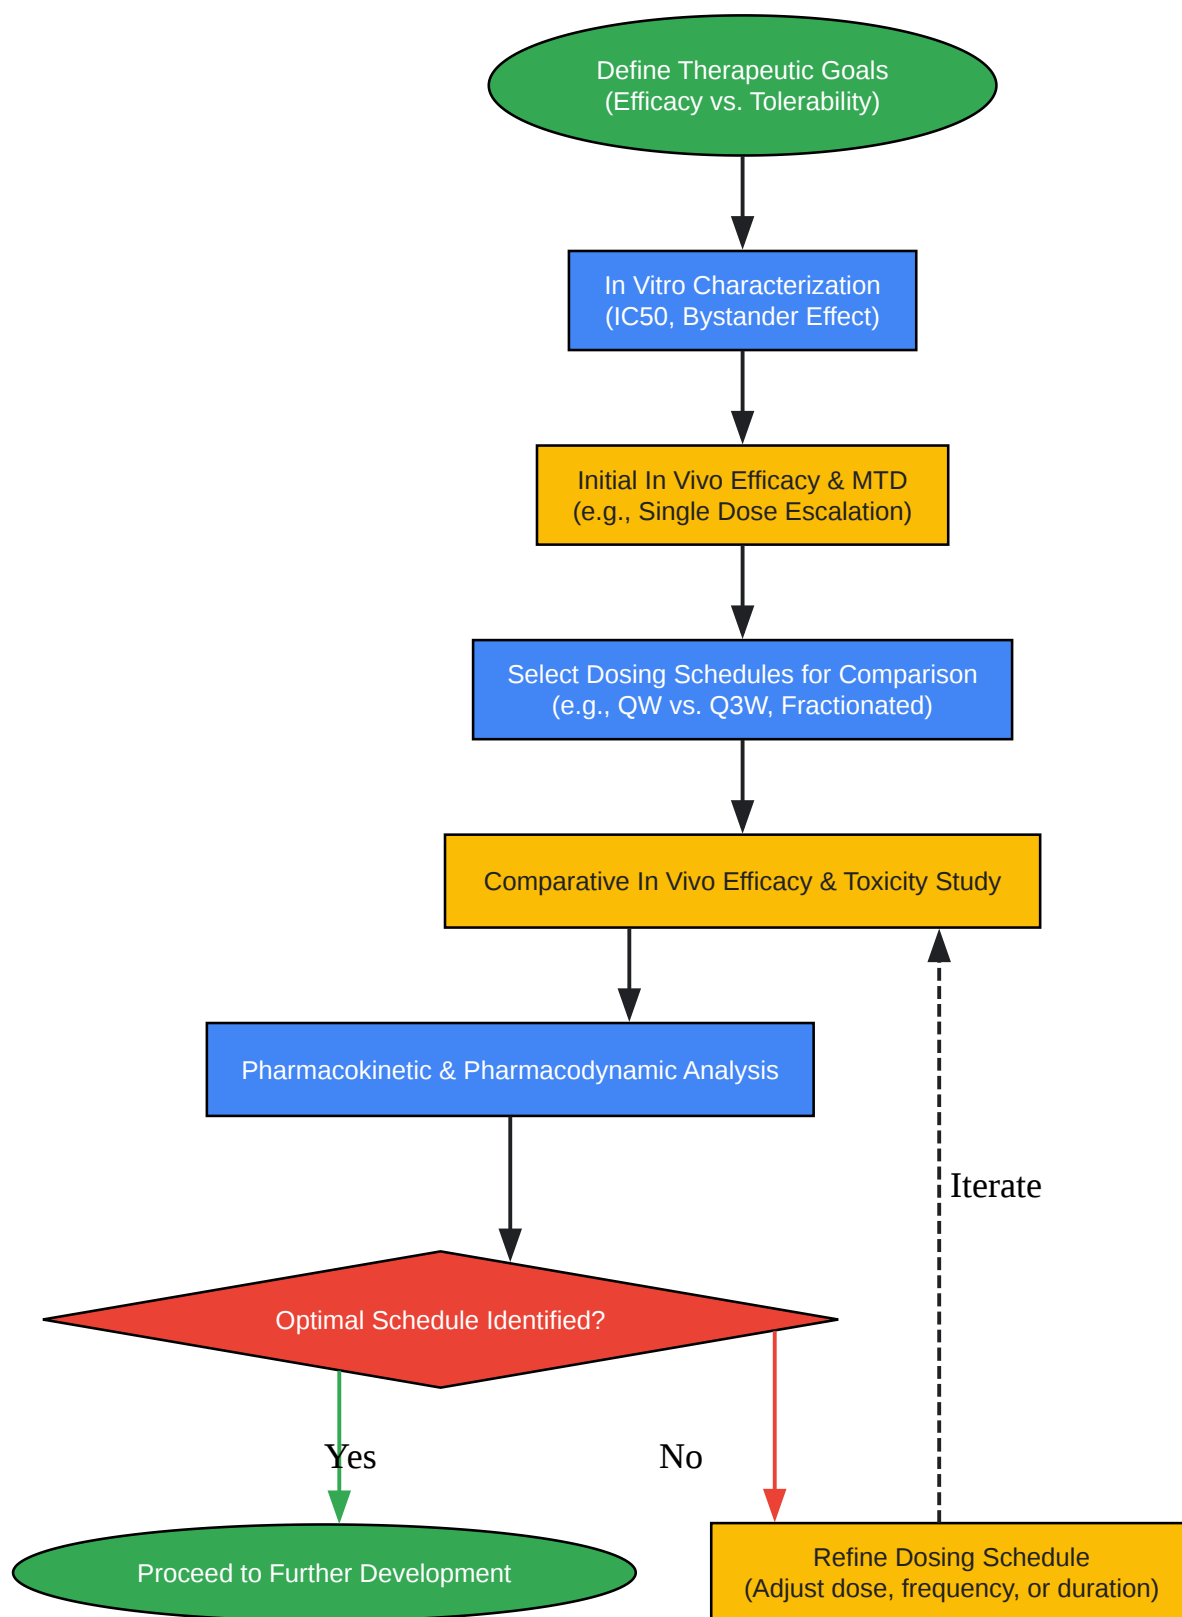 Define Therapeutic Goals
(Efficacy vs. Tolerability)
In Vitro Characterization
(IC50, Bystander Effect)
Initial In Vivo Efficacy & MTD
(e.g., Single Dose Escalation)
Select Dosing Schedules for Comparison
(e.g., QW vs. Q3W, Fractionated)
Comparative In Vivo Efficacy & Toxicity Study
Pharmacokinetic & Pharmacodynamic Analysis
Iterate
Optimal Schedule Identified?
Yes
No
Proceed to Further Development
Refine Dosing Schedule
(Adjust dose, frequency, or duration)